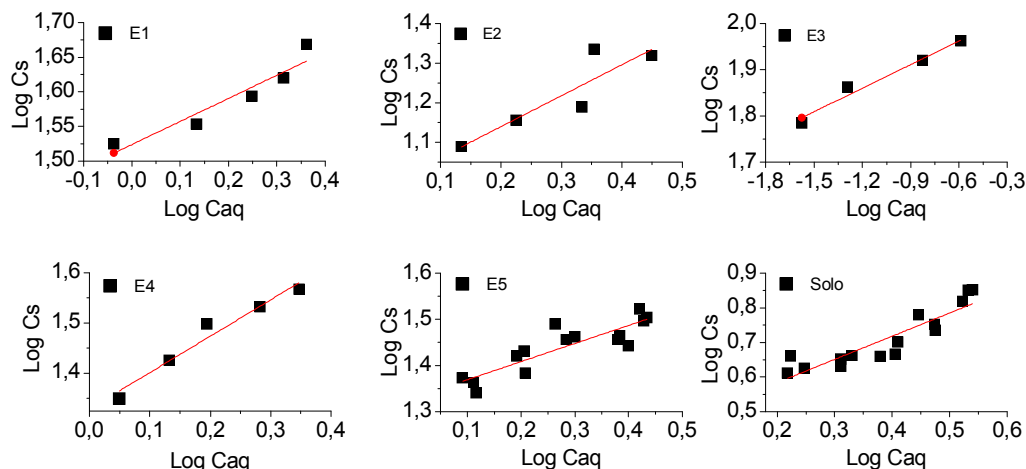 E1
Log Cs
1,70
1,65
1,60
1,55
1,50
-0,1 0,0 0,1 0,2 0,3 0,4
Log Caq
E2
Log Cs
1,4
1,3
1,2
1,1
0,1 0,2 0,3 0,4 0,5
Log Caq
E3
Log Cs
2,0
1,9
1,8
1,7
-1,8 -1,5 -1,2 -0,9 -0,6 -0,3
Log Caq
E4
Log Cs
1,6
1,5
1,4
0,0 0,1 0,2 0,3 0,4
Log Caq
E5
Log Cs
1,6
1,5
1,4
1,3
0,1 0,2 0,3 0,4 0,5
Log Caq
Solo
Log Cs
0,9
0,8
0,7
0,6
0,5
0,2 0,3 0,4 0,5 0,6
Log Caq